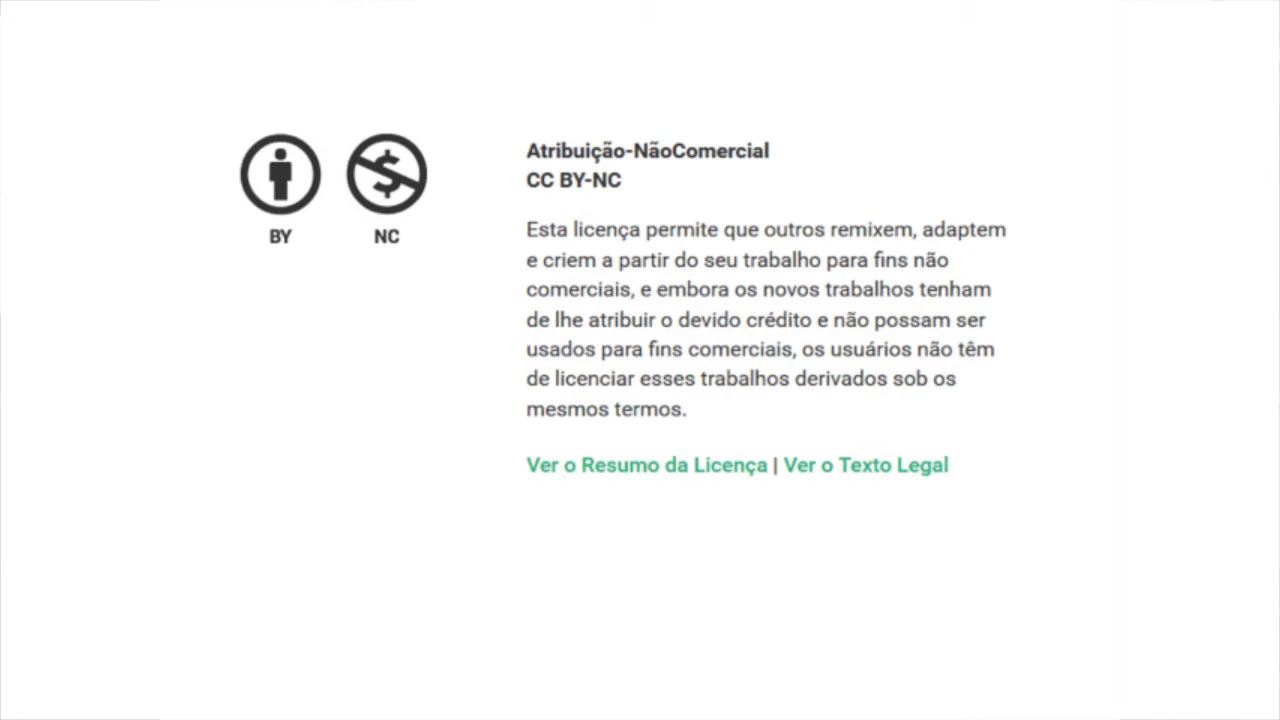 BY NC
Atribuição-NãoComercial
CC BY-NC
Esta licença permite que outros remixem, adaptem
e criem a partir do seu trabalho para fins não
comerciais, e embora os novos trabalhos tenham
de lhe atribuir o devido crédito e não possam ser
usados para fins comerciais, os usuários não têm
de licenciar esses trabalhos derivados sob os
mesmos termos.
Ver o Resumo da Licença | Ver o Texto Legal